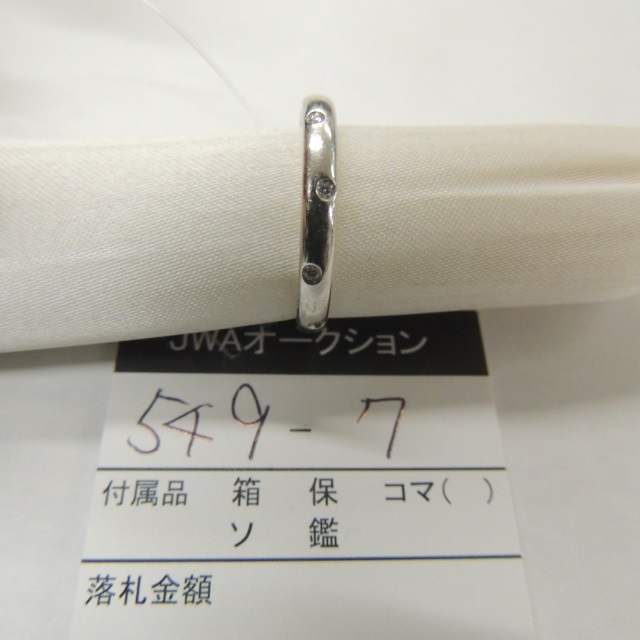 JWAオークション
549-7
付属品 箱 保 コマ( )
ソ 鑑
落札金額